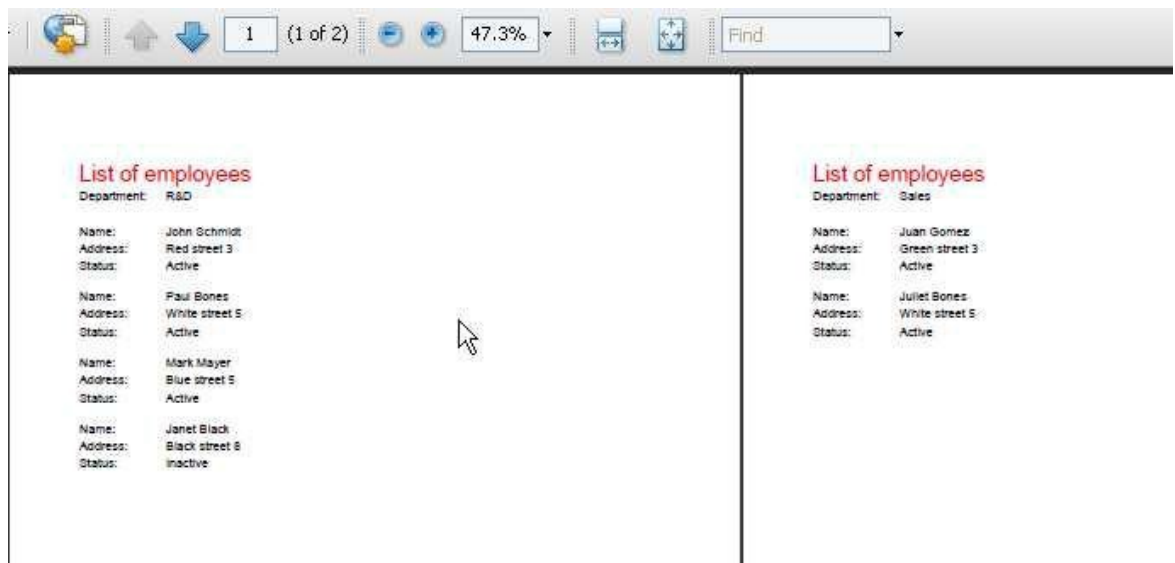 1 (1 of 2) 47.3% Find
List of employees
Department: R&D
Name: John Schmidt
Address: Red street 3
Status: Active
Name: Paul Bones
Address: White street 5
Status: Active
Name: Mark Mayer
Address: Blue street 5
Status: Active
Name: Janet Black
Address: Black street 8
Status: Inactive
List of employees
Department: Sales
Name: Juan Gomez
Address: Green street 3
Status: Active
Name: Juliet Bones
Address: White street 5
Status: Active